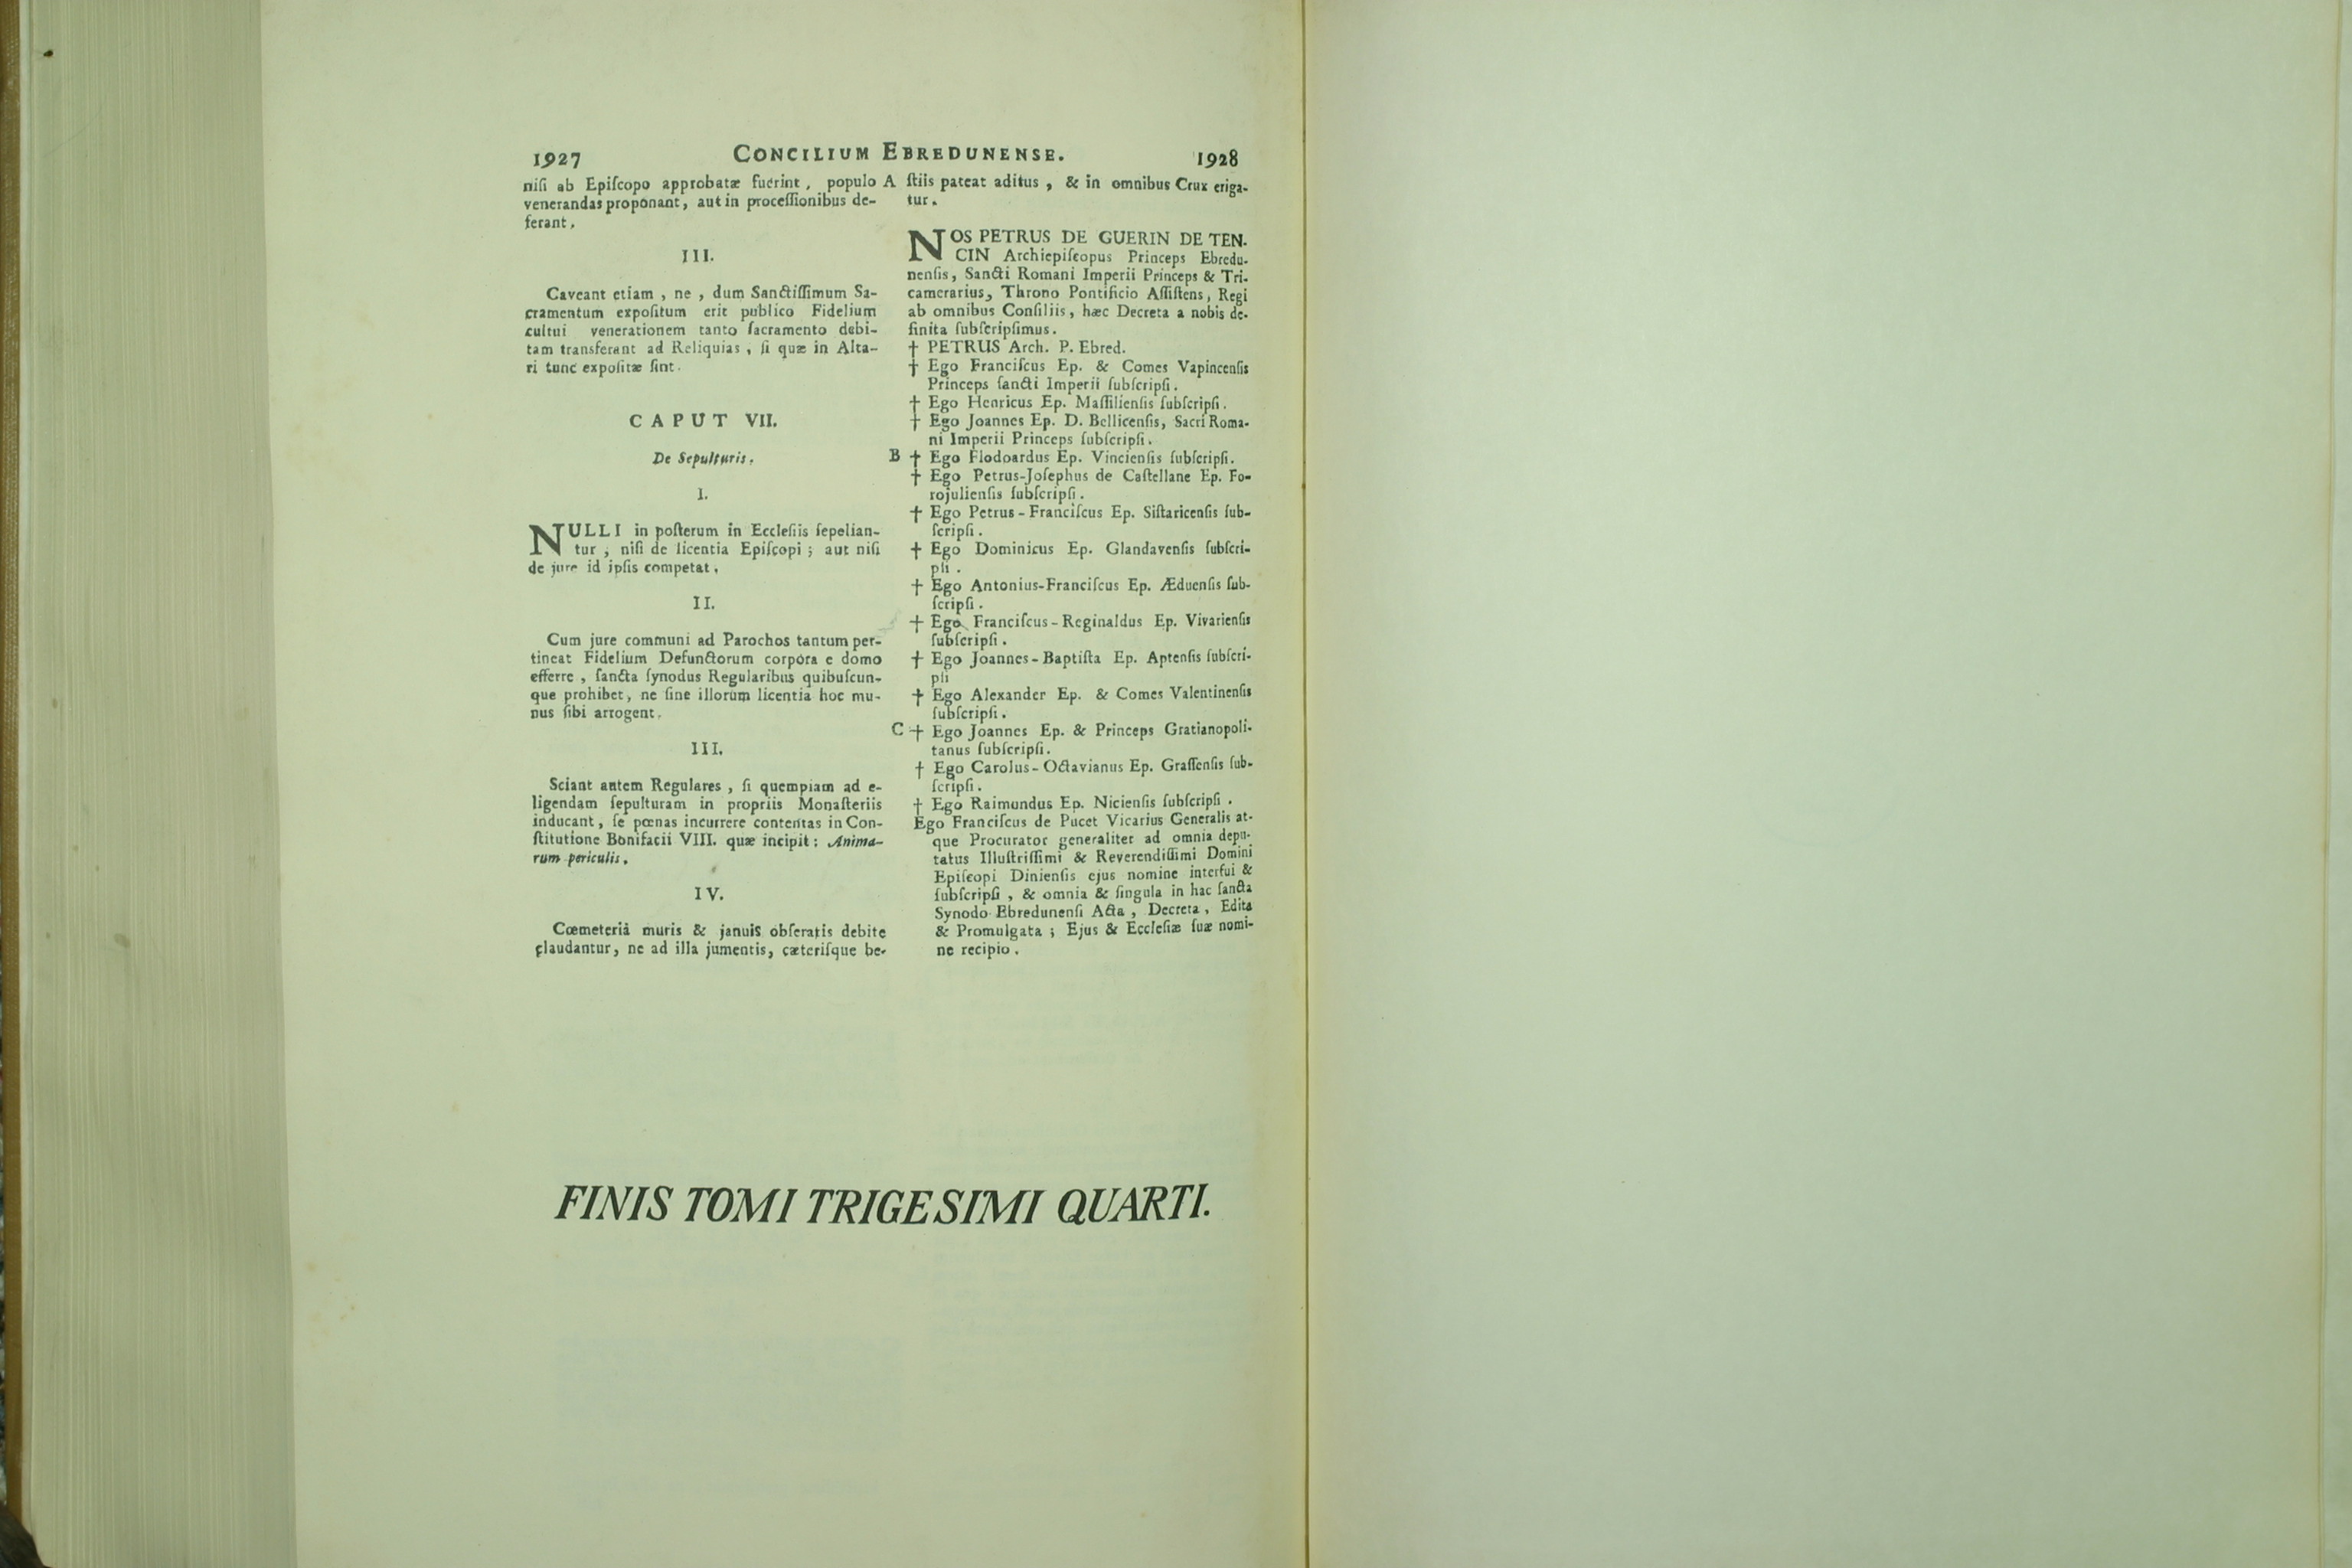 1927
CONCILIUM EBREDUNENSE.
1928
niſi ab Epiſcopo approbatæ fuerint, populo
venerandas proponant, aut in proceſſionibus de-
ferant.
III.
Caveant etiam, ne, dum Sanctiſſimum Sa-
cramentum expoſitum erit publico Fidelium
cultui venerationem tanto ſacramento debi-
tam transferant ad Reliquias, ſi quæ in Alta-
ri tunc expoſitæ ſint.
CAPUT VII.
De Sepulturis.
I.
NULLI in poſterum in Eccleſiis ſepelian-
tur, niſi de licentia Epiſcopi; aut niſi
de jure id ipſis competat.
II.
Cum jure communi ad Parochos tantum per-
tineat Fidelium Defunctorum corpora e domo
efferre, ſancta ſynodus Regularibus quibuſcun-
que prohibet, ne ſine illorum licentia hoc mu-
nus ſibi arrogent.
III.
Sciant antem Regulares, ſi quempiam ad e-
ligendam ſepulturam in propriis Monaſteriis
inducant, ſe pœnas incurrere contentas in Con-
ſtitutione Bonifacii VIII. quæ incipit: Anima-
rum periculis.
IV.
Cœmeteria muris & januis obſeratis debite
claudantur, ne ad illa jumentis, cæteriſque be-
A ſtiis pateat aditus, & in omnibus Crux eriga-
tur.
NOS PETRUS DE GUERIN DE TEN-
CIN Archiepiſcopus Princeps Ebredu-
nenſis, Sancti Romani Imperii Princeps & Tri-
camerarius, Throno Pontificio Aſſiſtens, Regi
ab omnibus Conſiliis, hæc Decreta a nobis de-
finita ſubſcripſimus.
† PETRUS Arch. P. Ebred.
† Ego Franciſcus Ep. & Comes Vapincenſis
Princeps ſancti Imperii ſubſcripſi.
† Ego Henricus Ep. Maſſilienſis ſubſcripſi.
† Ego Joannes Ep. D. Bellicenſis, Sacri Roma-
ni Imperii Princeps ſubſcripſi.
B † Ego Flodoardus Ep. Vincienſis ſubſcripſi.
† Ego Petrus-Joſephus de Caſtellane Ep. Fo-
rojulienſis ſubſcripſi.
† Ego Petrus-Franciſcus Ep. Siſtaricenſis ſub-
ſcripſi.
† Ego Dominicus Ep. Glandavenſis ſubſcri-
pſi.
† Ego Antonius-Franciſcus Ep. Æduenſis ſub-
ſcripſi.
† Ego Franciſcus-Reginaldus Ep. Vivarienſis
ſubſcripſi.
† Ego Joannes-Baptiſta Ep. Aptenſis ſubſcri-
pſi
† Ego Alexander Ep. & Comes Valentinenſis
ſubſcripſi.
C † Ego Joannes Ep. & Princeps Gratianopoli-
tanus ſubſcripſi.
† Ego Carolus-Octavianus Ep. Graſſenſis ſub-
ſcripſi.
† Ego Raimundus Ep. Nicienſis ſubſcripſi.
Ego Franciſcus de Pucet Vicarius Generalis at-
que Procurator generaliter ad omnia depu-
tatus Illuſtriſſimi & Reverendiſſimi Domini
Epiſcopi Dinienſis ejus nomine interfui &
ſubſcripſi, & omnia & ſingula in hac ſancta
Synodo Ebredunenſi Acta, Decreta, Edita
& Promulgata; Ejus & Eccleſiæ ſuæ nomi-
ne recipio.
FINIS TOMI TRIGESIMI QUARTI.